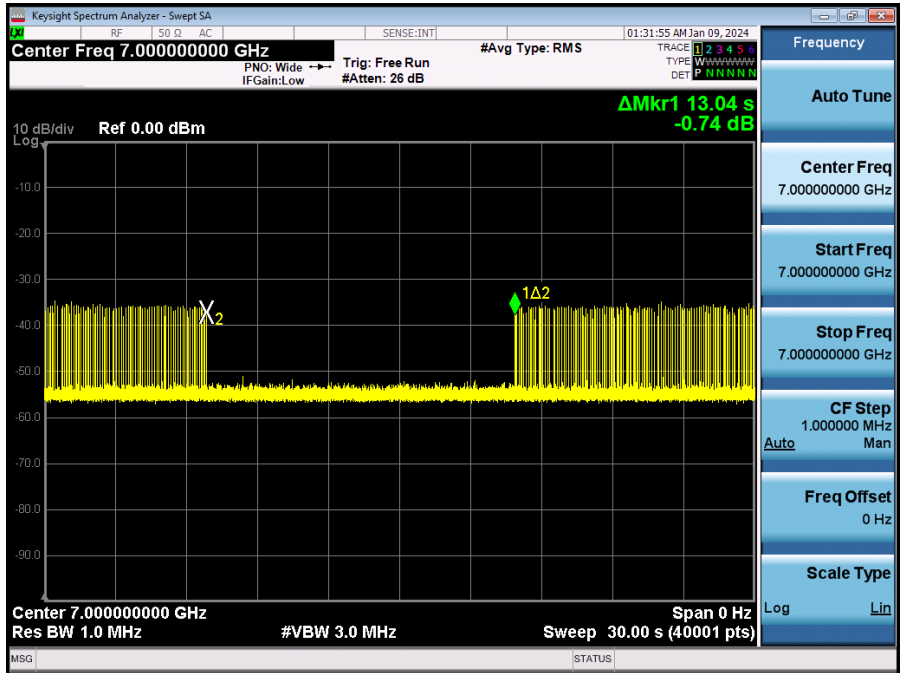 Keysight Spectrum Analyzer - Swept SA
LXI RF 50 Ω AC SENSE:INT 01:31:55 AM Jan 09, 2024
Center Freq 7.000000000 GHz
PNO: Wide
IFGain:Low
Trig: Free Run
#Atten: 26 dB
#Avg Type: RMS
TRACE 1 2 3 4 5 6
TYPE WWWWWW
DET P N N N N N
ΔMkr1 13.04 s
-0.74 dB
10 dB/div Ref 0.00 dBm
Log
-10.0
-20.0
-30.0
-40.0
-50.0
-60.0
-70.0
-80.0
-90.0
X2
1Δ2
Center 7.000000000 GHz Span 0 Hz
Res BW 1.0 MHz #VBW 3.0 MHz Sweep 30.00 s (40001 pts)
MSG STATUS
Frequency
Auto Tune
Center Freq
7.000000000 GHz
Start Freq
7.000000000 GHz
Stop Freq
7.000000000 GHz
CF Step
1.000000 MHz
Auto Man
Freq Offset
0 Hz
Scale Type
Log Lin